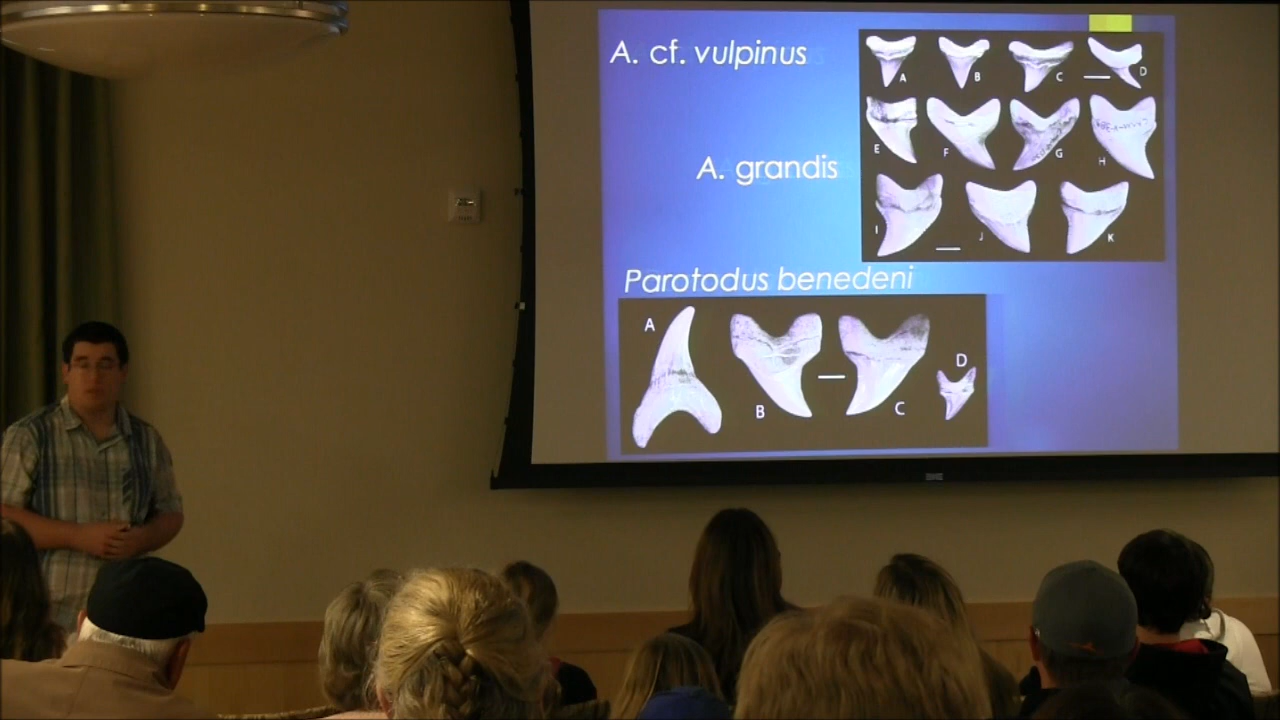 A. cf. vulpinus
A B C D
E F G H
A. grandis
I J K
Parotodus benedeni
A B C D